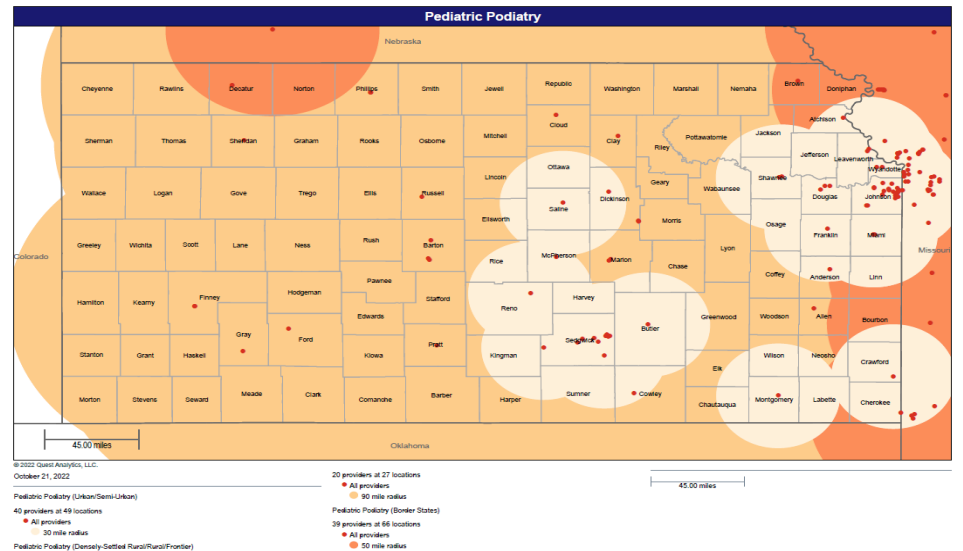 Pediatric Podiatry
Nebraska
Cheyenne Rawlins Decatur Norton Phillips Smith Jewell Republic Washington Marshall Nemaha Brown Doniphan
Atchison
Sherman Thomas Sheridan Graham Rooks Osborne Mitchell Cloud Clay Riley Pottawatomie Jackson
Jefferson Leavenworth
Ottawa
Wyandotte
Lincoln
Shawnee
Wallace Logan Gove Trego Ellis Russell Saline Dickinson Geary Wabaunsee Douglas Johnson
Ellsworth Morris Osage
Greeley Wichita Scott Lane Ness Rush Barton Lyon Franklin Miami
Colorado Missouri
Rice McPherson Marion Chase Coffey Anderson Linn
Pawnee
Hamilton Kearny Finney Hodgeman Stafford Reno Harvey
Edwards Greenwood Woodson Allen Bourbon
Gray Ford Sedgwick Butler
Stanton Grant Haskell Kiowa Pratt Kingman Wilson Neosho Crawford
Elk
Morton Stevens Seward Meade Clark Comanche Barber Harper Sumner Cowley Chautauqua Montgomery Labette Cherokee
45.00 miles
Oklahoma
© 2022 Quest Analytics, LLC.
October 21, 2022
Pediatric Podiatry (Urban/Semi-Urban)
40 providers at 49 locations
All providers
30 mile radius
Pediatric Podiatry (Densely-Settled Rural/Rural/Frontier)
20 providers at 27 locations
All providers
90 mile radius
Pediatric Podiatry (Border States)
39 providers at 66 locations
All providers
50 mile radius
45.00 miles